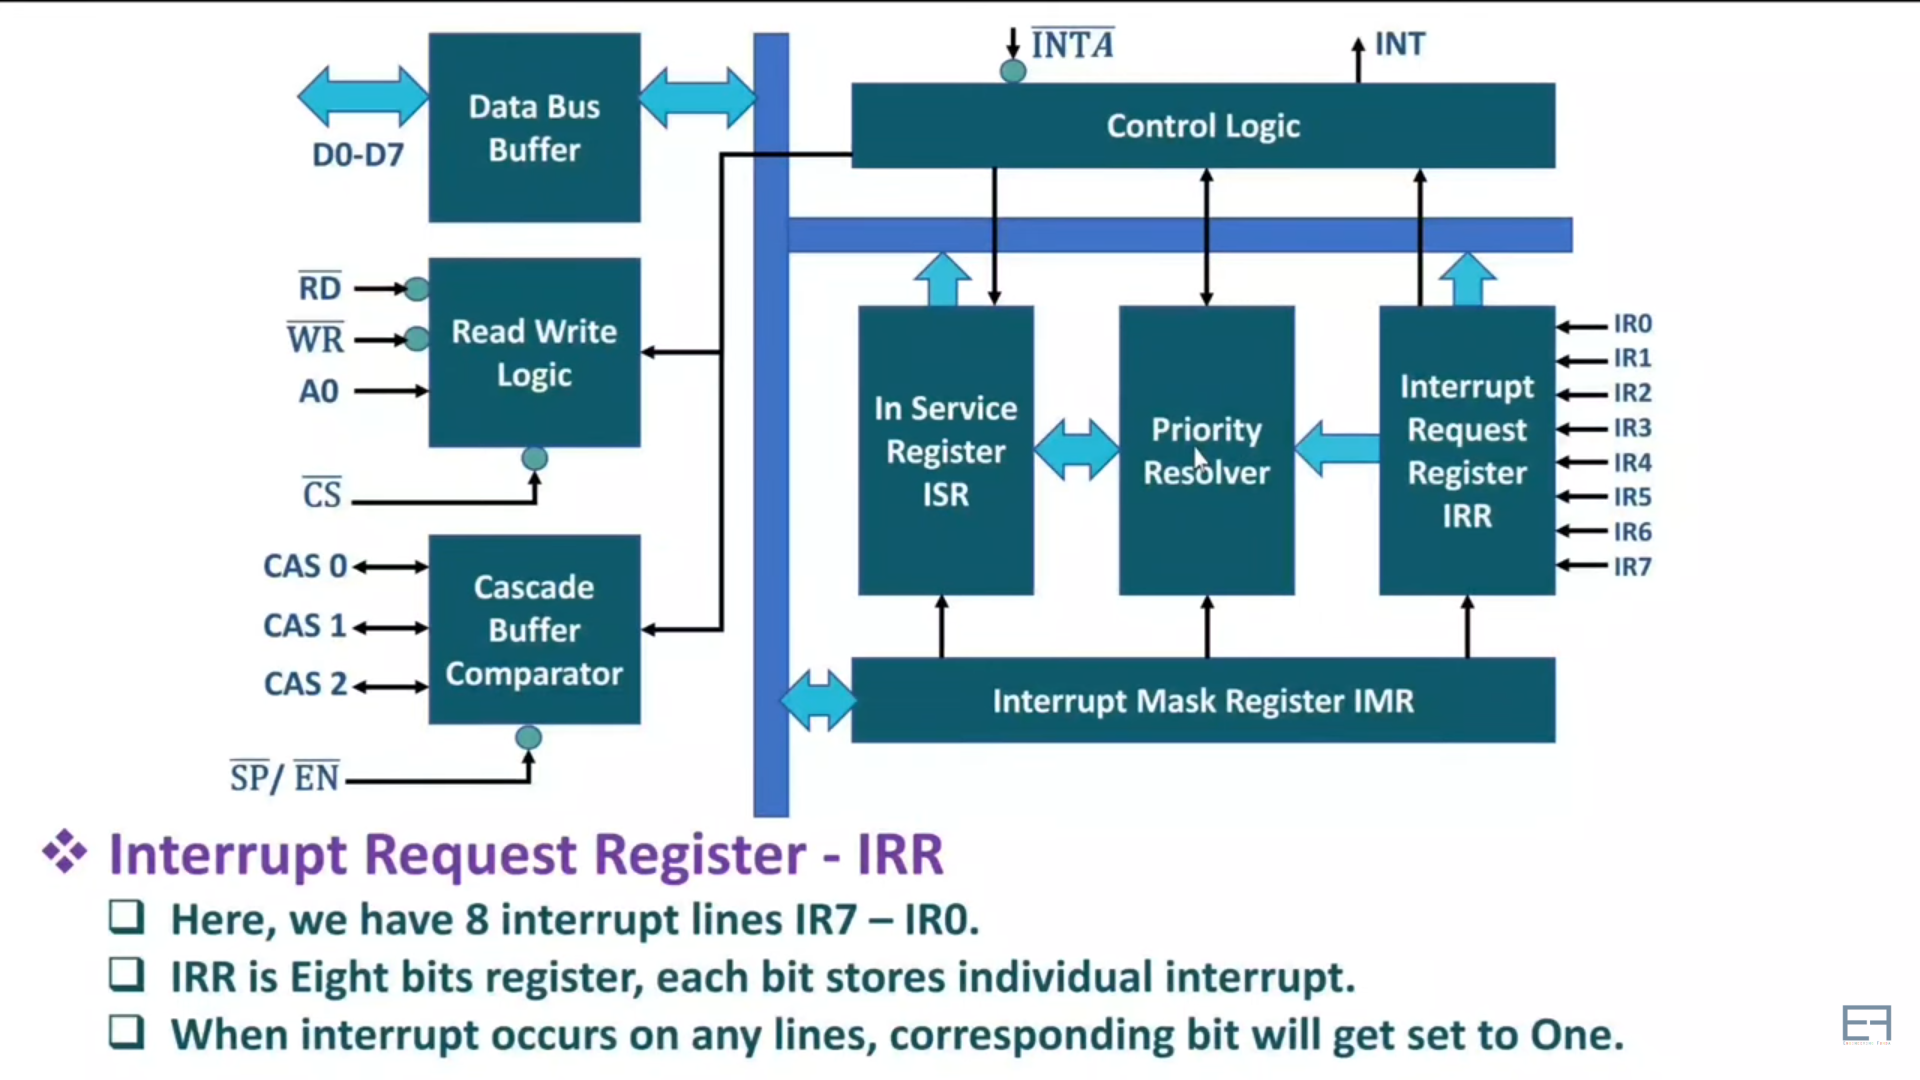 INTA
INT
Data Bus
Buffer
D0-D7
Control Logic
RD
WR
A0
Read Write
Logic
CS
In Service
Register
ISR
Priority
Resolver
Interrupt
Request
Register
IRR
IR0
IR1
IR2
IR3
IR4
IR5
IR6
IR7
CAS 0
CAS 1
CAS 2
Cascade
Buffer
Comparator
SP/ EN
Interrupt Mask Register IMR
❖ Interrupt Request Register - IRR
❑ Here, we have 8 interrupt lines IR7 – IR0.
❑ IRR is Eight bits register, each bit stores individual interrupt.
❑ When interrupt occurs on any lines, corresponding bit will get set to One.